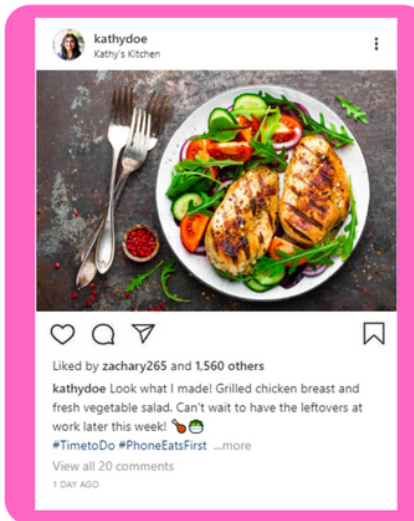 kathydoe
Kathy's Kitchen
Liked by zachary265 and 1,560 others
kathydoe Look what I made! Grilled chicken breast and
fresh vegetable salad. Can't wait to have the leftovers at
work later this week! 🍗🥗
#TimetoDo #PhoneEatsFirst ...more
View all 20 comments
1 DAY AGO